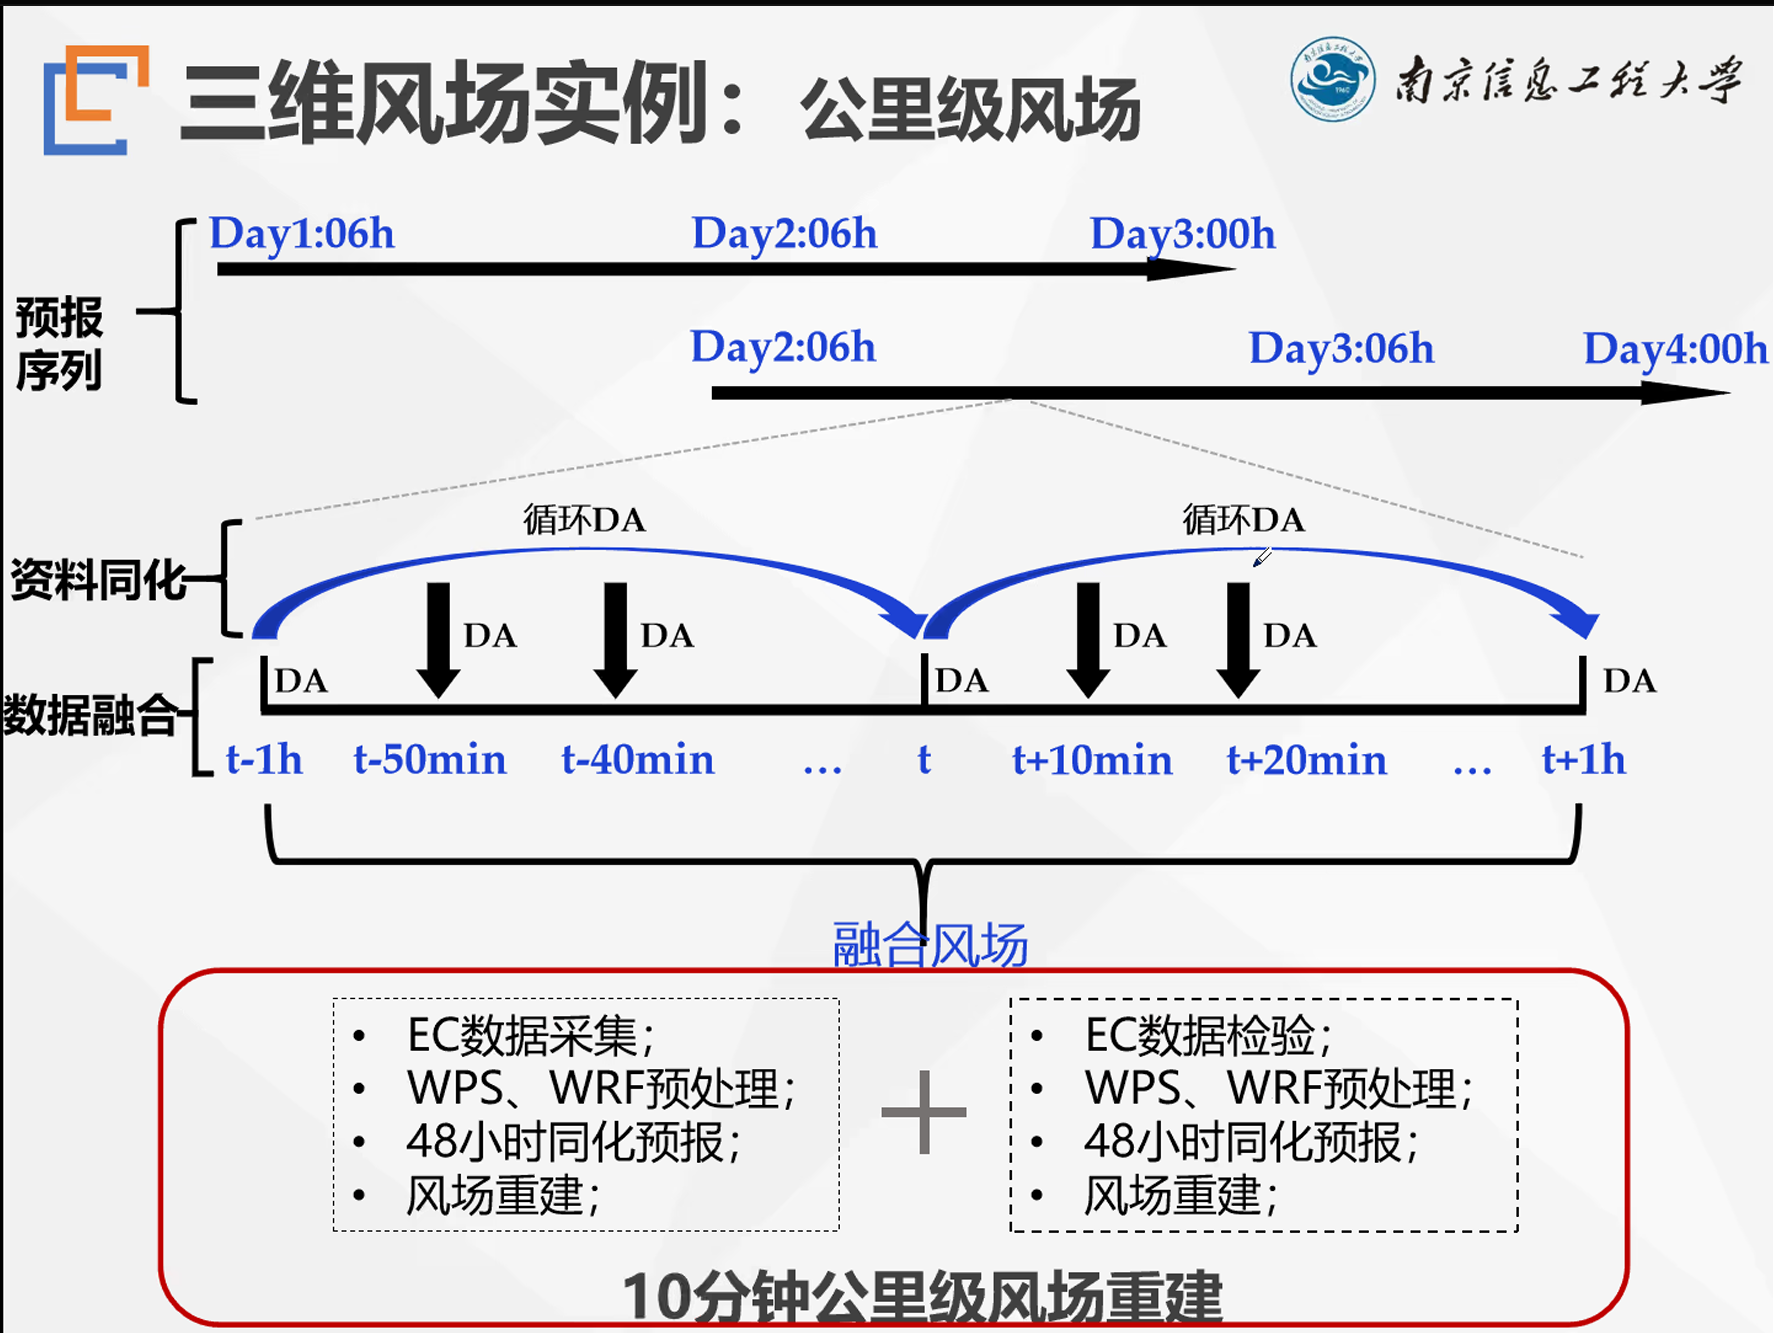 三维风场实例：公里级风场
南京信息工程大学
Day1:06h Day2:06h Day3:00h
预报
序列
Day2:06h Day3:06h Day4:00h
循环DA 循环DA
资料同化
DA DA DA DA
数据融合
DA DA DA
t-1h t-50min t-40min … t t+10min t+20min … t+1h
融合风场
• EC数据采集；
• WPS、WRF预处理；
• 48小时同化预报；
• 风场重建；
+
• EC数据检验；
• WPS、WRF预处理；
• 48小时同化预报；
• 风场重建；
10分钟公里级风场重建